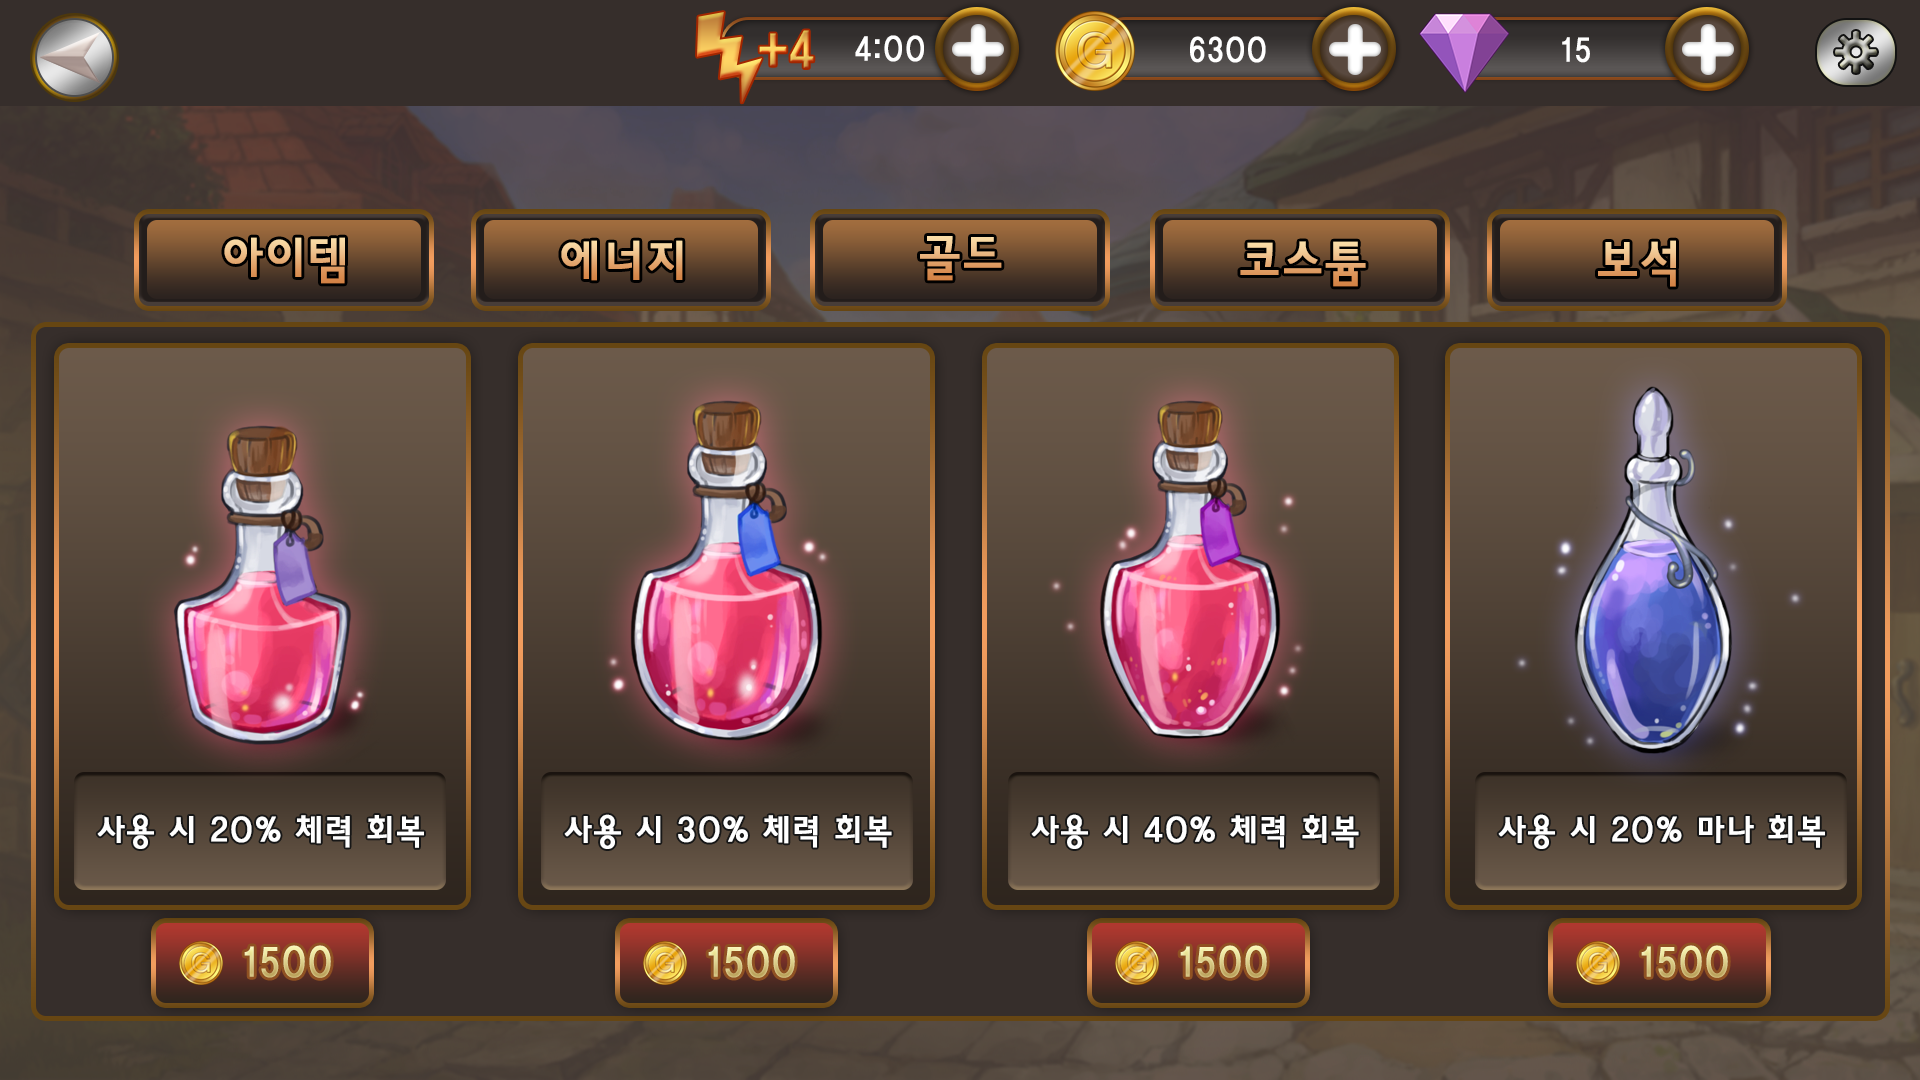 +4 4:00 6300 15
아이템 에너지 골드 코스튬 보석
사용 시 20% 체력 회복
사용 시 30% 체력 회복
사용 시 40% 체력 회복
사용 시 20% 마나 회복
G 1500
G 1500
G 1500
G 1500